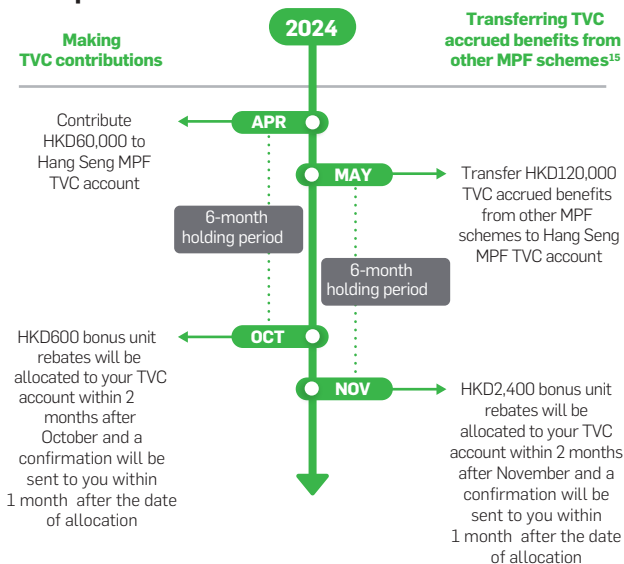 2024
Making
TVC contributions
Transferring TVC
accrued benefits from
other MPF schemes15
Contribute
HKD60,000 to
Hang Seng MPF
TVC account
APR
MAY
Transfer HKD120,000
TVC accrued benefits
from other MPF
schemes to Hang Seng
MPF TVC account
6-month
holding period
6-month
holding period
HKD600 bonus unit
rebates will be
allocated to your TVC
account within 2
months after
October and a
confirmation will be
sent to you within
1 month after the date
of allocation
OCT
NOV
HKD2,400 bonus unit
rebates will be
allocated to your TVC
account within 2 months
after November and a
confirmation will be
sent to you within
1 month after the date
of allocation